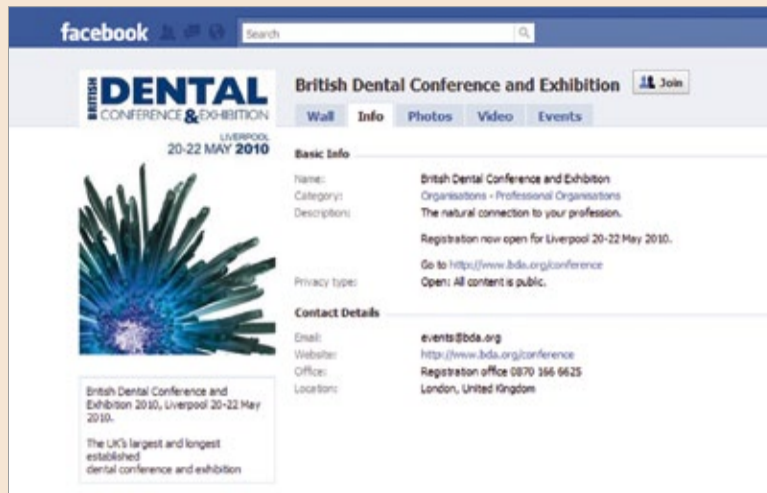 facebook
Search
BRITISH
DENTAL
CONFERENCE & EXHIBITION
LIVERPOOL
20-22 MAY 2010
British Dental Conference and Exhibition
Join
Wall Info Photos Video Events
Basic Info
Name: British Dental Conference and Exhibition
Category: Organisations - Professional Organisations
Description: The natural connection to your profession.
Registration now open for Liverpool 20-22 May 2010.
Go to http://www.bda.org/conference
Privacy type: Open: All content is public.
Contact Details
Email: events@bda.org
Website: http://www.bda.org/conference
Office: Registration office 0870 166 6625
Location: London, United Kingdom
British Dental Conference and
Exhibition 2010, Liverpool 20-22 May
2010.
The UK's largest and longest
established
dental conference and exhibition